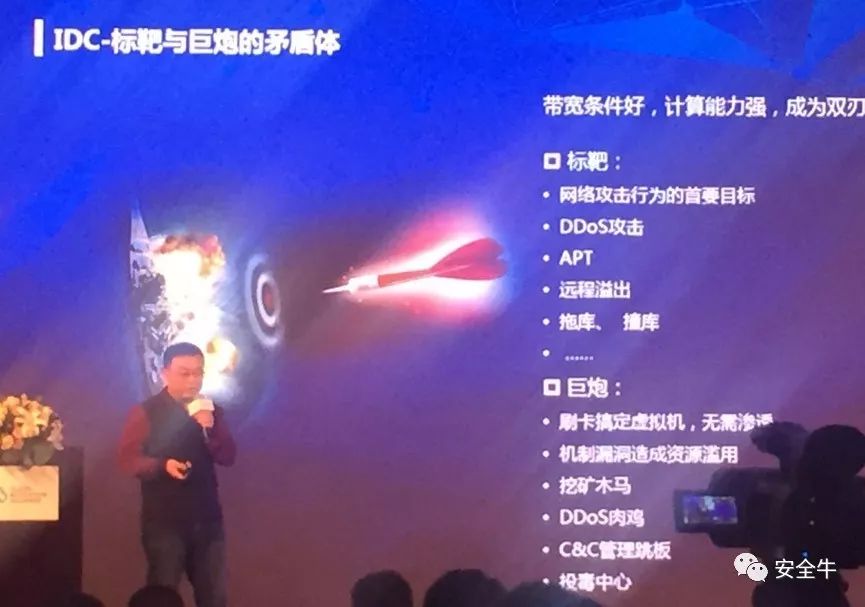 IDC-标靶与巨炮的矛盾体
带宽条件好，计算能力强，成为双刃
标靶：
• 网络攻击行为的首要目标
• DDoS攻击
• APT
• 远程溢出
• 拖库、 撞库
• ……
巨炮：
• 刷卡搞定虚拟机，无需渗透
• 机制漏洞造成资源滥用
• 挖矿木马
• DDoS肉鸡
• C&C管理跳板
• 投毒中心
安全牛